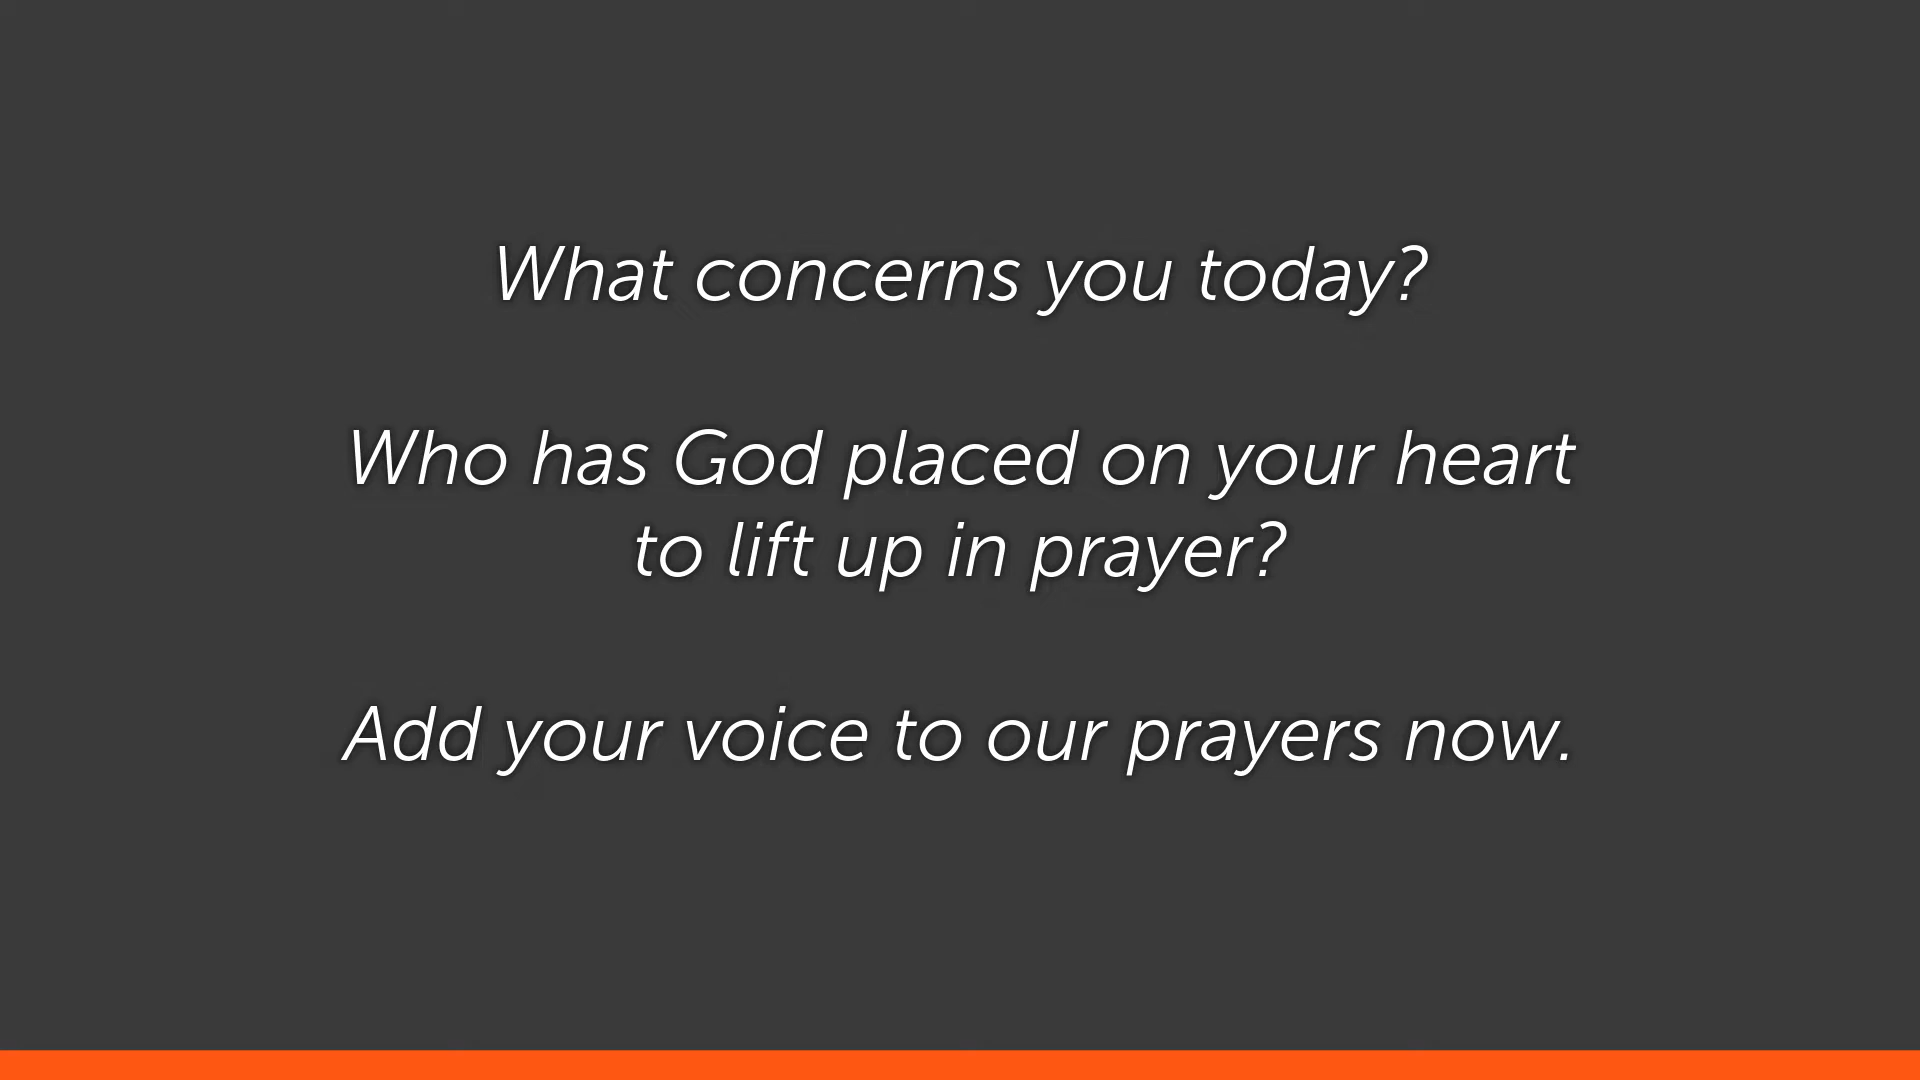 What concerns you today?
Who has God placed on your heart
to lift up in prayer?
Add your voice to our prayers now.